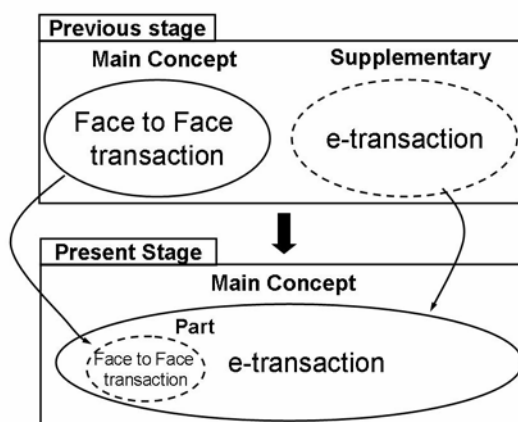 Previous stage
Main Concept
Supplementary
Face to Face
transaction
e-transaction
Present Stage
Main Concept
Part
Face to Face
transaction
e-transaction